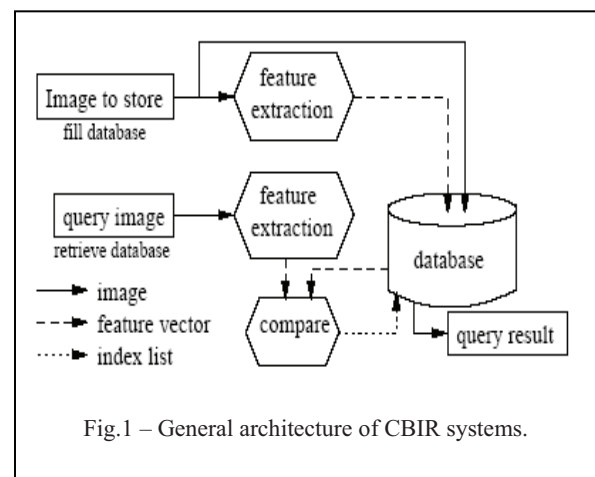 feature
extraction
Image to store
fill database
feature
extraction
query image
retrieve database
database
image
feature vector
index list
compare
query result
Fig.1 – General architecture of CBIR systems.